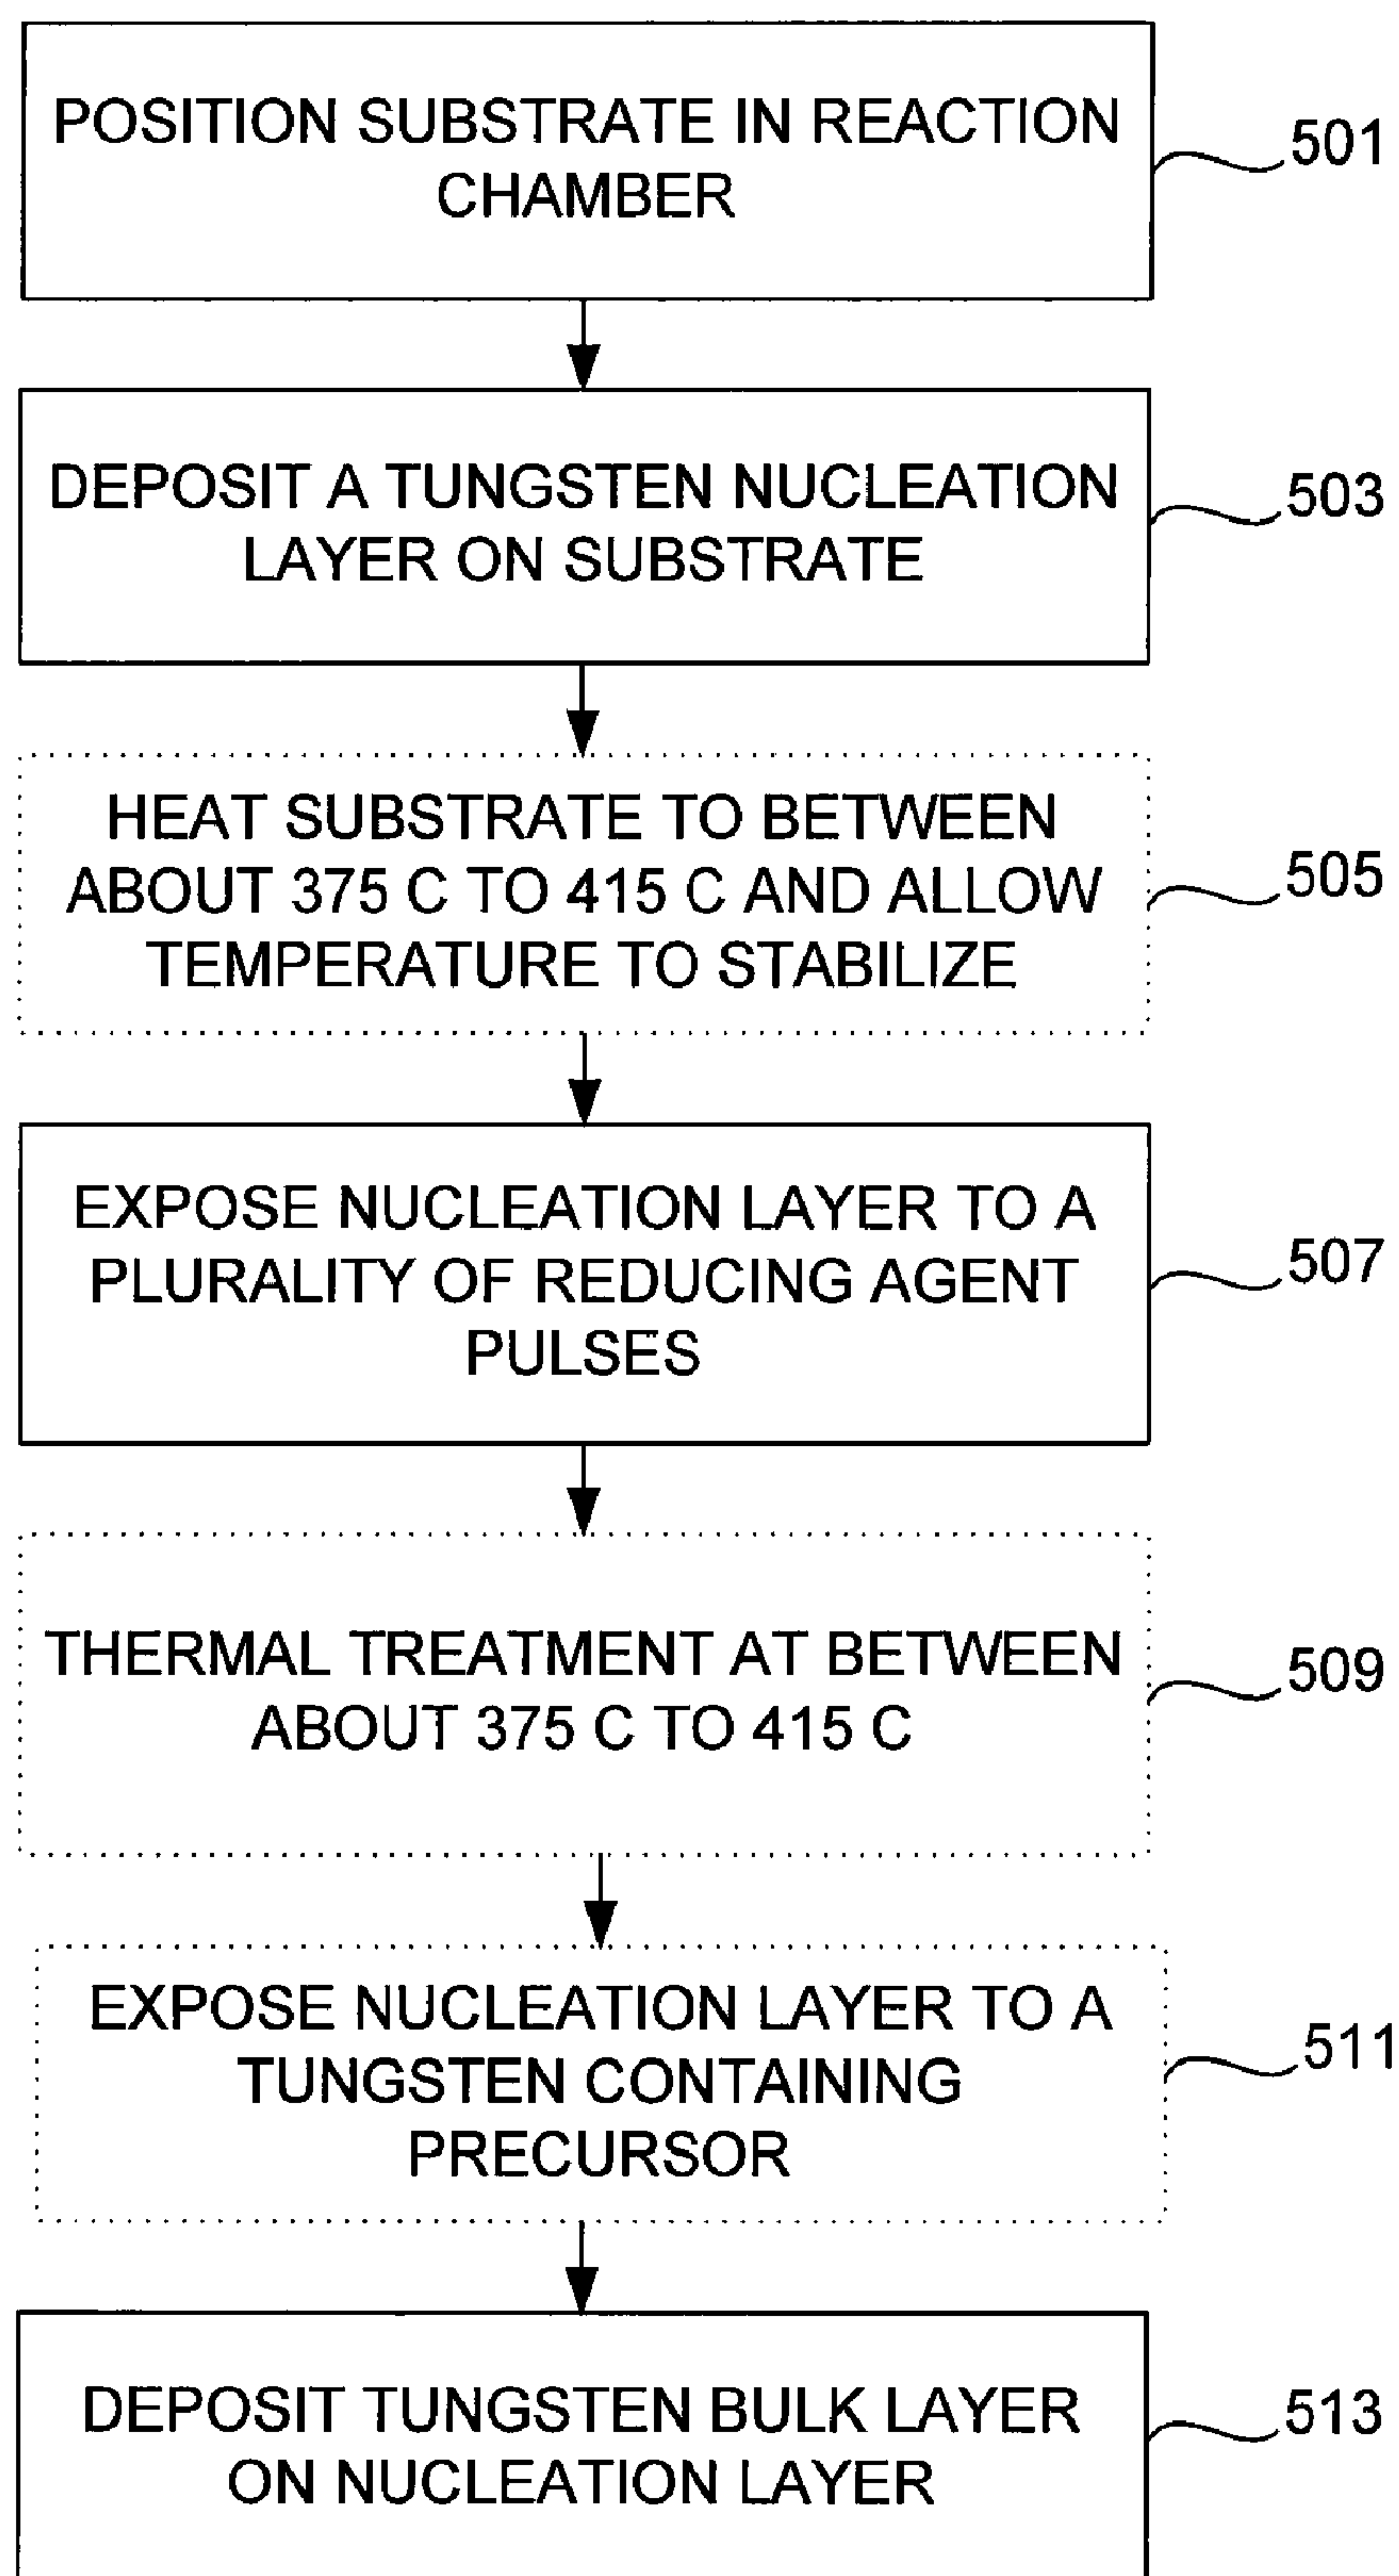 POSITION SUBSTRATE IN REACTION
CHAMBER
501
DEPOSIT A TUNGSTEN NUCLEATION
LAYER ON SUBSTRATE
503
HEAT SUBSTRATE TO BETWEEN
ABOUT 375 C TO 415 C AND ALLOW
TEMPERATURE TO STABILIZE
505
EXPOSE NUCLEATION LAYER TO A
PLURALITY OF REDUCING AGENT
PULSES
507
THERMAL TREATMENT AT BETWEEN
ABOUT 375 C TO 415 C
509
EXPOSE NUCLEATION LAYER TO A
TUNGSTEN CONTAINING
PRECURSOR
511
DEPOSIT TUNGSTEN BULK LAYER
ON NUCLEATION LAYER
513